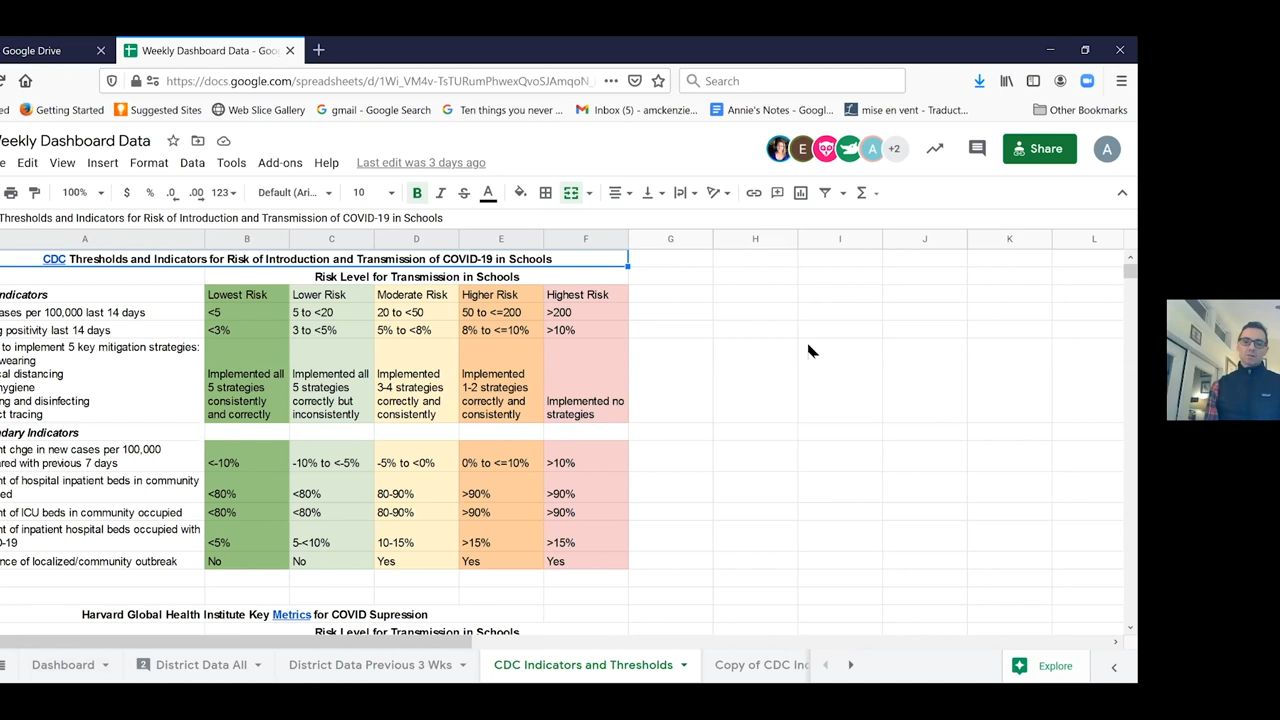 Google Drive
Weekly Dashboard Data - Goo
https://docs.google.com/spreadsheets/d/1Wi_VM4v-TsTURumPhwexQvoSJAmqoN_
Search
Getting Started
Suggested Sites
Web Slice Gallery
gmail - Google Search
Ten things you never ...
Inbox (5) - amckenzie...
Annie's Notes - Googl...
mise en vent - Traduct...
Other Bookmarks
Weekly Dashboard Data
E
A
+2
Share
A
Edit View Insert Format Data Tools Add-ons Help Last edit was 3 days ago
100% $ % .0 .00 123 Default (Ari... 10 B I S A
Thresholds and Indicators for Risk of Introduction and Transmission of COVID-19 in Schools
A B C D E F G H I J K L
CDC Thresholds and Indicators for Risk of Introduction and Transmission of COVID-19 in Schools
Risk Level for Transmission in Schools
Indicators Lowest Risk Lower Risk Moderate Risk Higher Risk Highest Risk
ases per 100,000 last 14 days <5 5 to <20 20 to <50 50 to <=200 >200
g positivity last 14 days <3% 3 to <5% 5% to <8% 8% to <=10% >10%
to implement 5 key mitigation strategies:
wearing
cal distancing Implemented all Implemented all Implemented Implemented
hygiene 5 strategies 5 strategies 3-4 strategies 1-2 strategies
ng and disinfecting consistently correctly but correctly and correctly and Implemented no
ct tracing and correctly inconsistently consistently consistently strategies
ndary Indicators
nt chge in new cases per 100,000
ared with previous 7 days <-10% -10% to <-5% -5% to <0% 0% to <=10% >10%
nt of hospital inpatient beds in community
ed <80% <80% 80-90% >90% >90%
nt of ICU beds in community occupied <80% <80% 80-90% >90% >90%
nt of inpatient hospital beds occupied with
D-19 <5% 5-<10% 10-15% >15% >15%
nce of localized/community outbreak No No Yes Yes Yes
Harvard Global Health Institute Key Metrics for COVID Supression
Risk Level for Transmission in Schools
Dashboard 2 District Data All District Data Previous 3 Wks CDC Indicators and Thresholds Copy of CDC Inc Explore